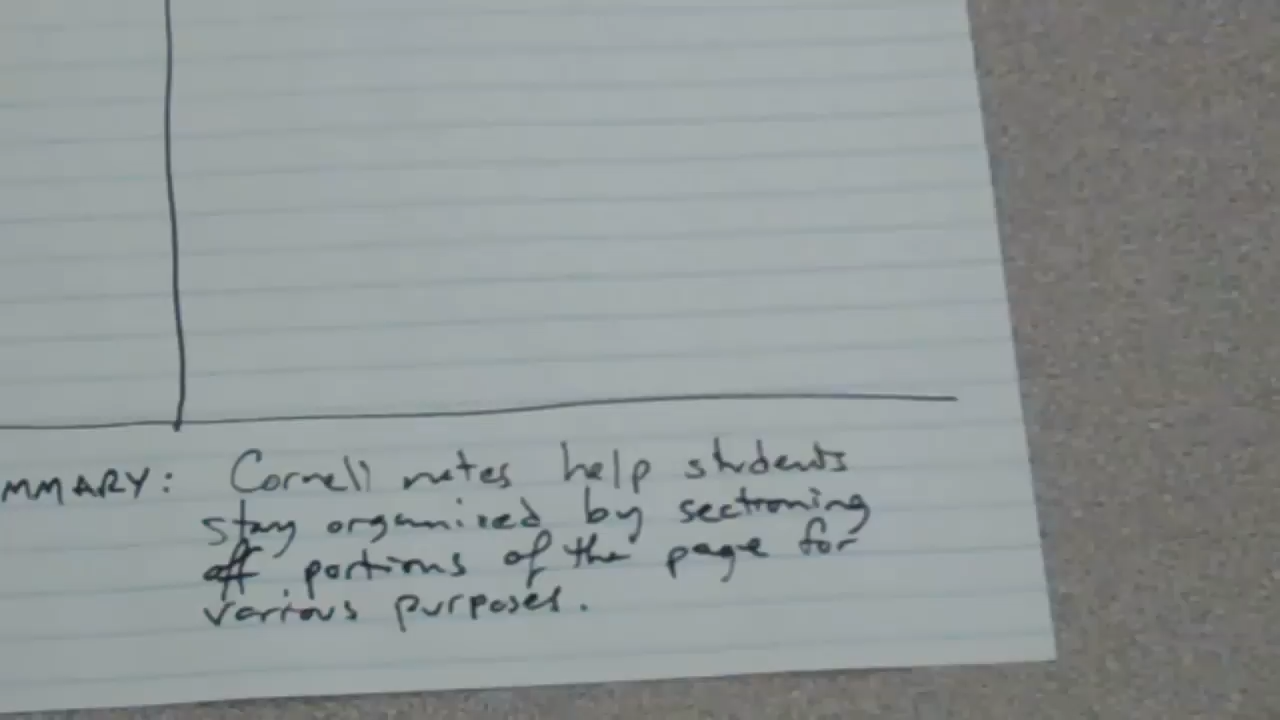 MMARY: Cornell notes help students
stay organized by sectioning
off portions of the page for
various purposes.